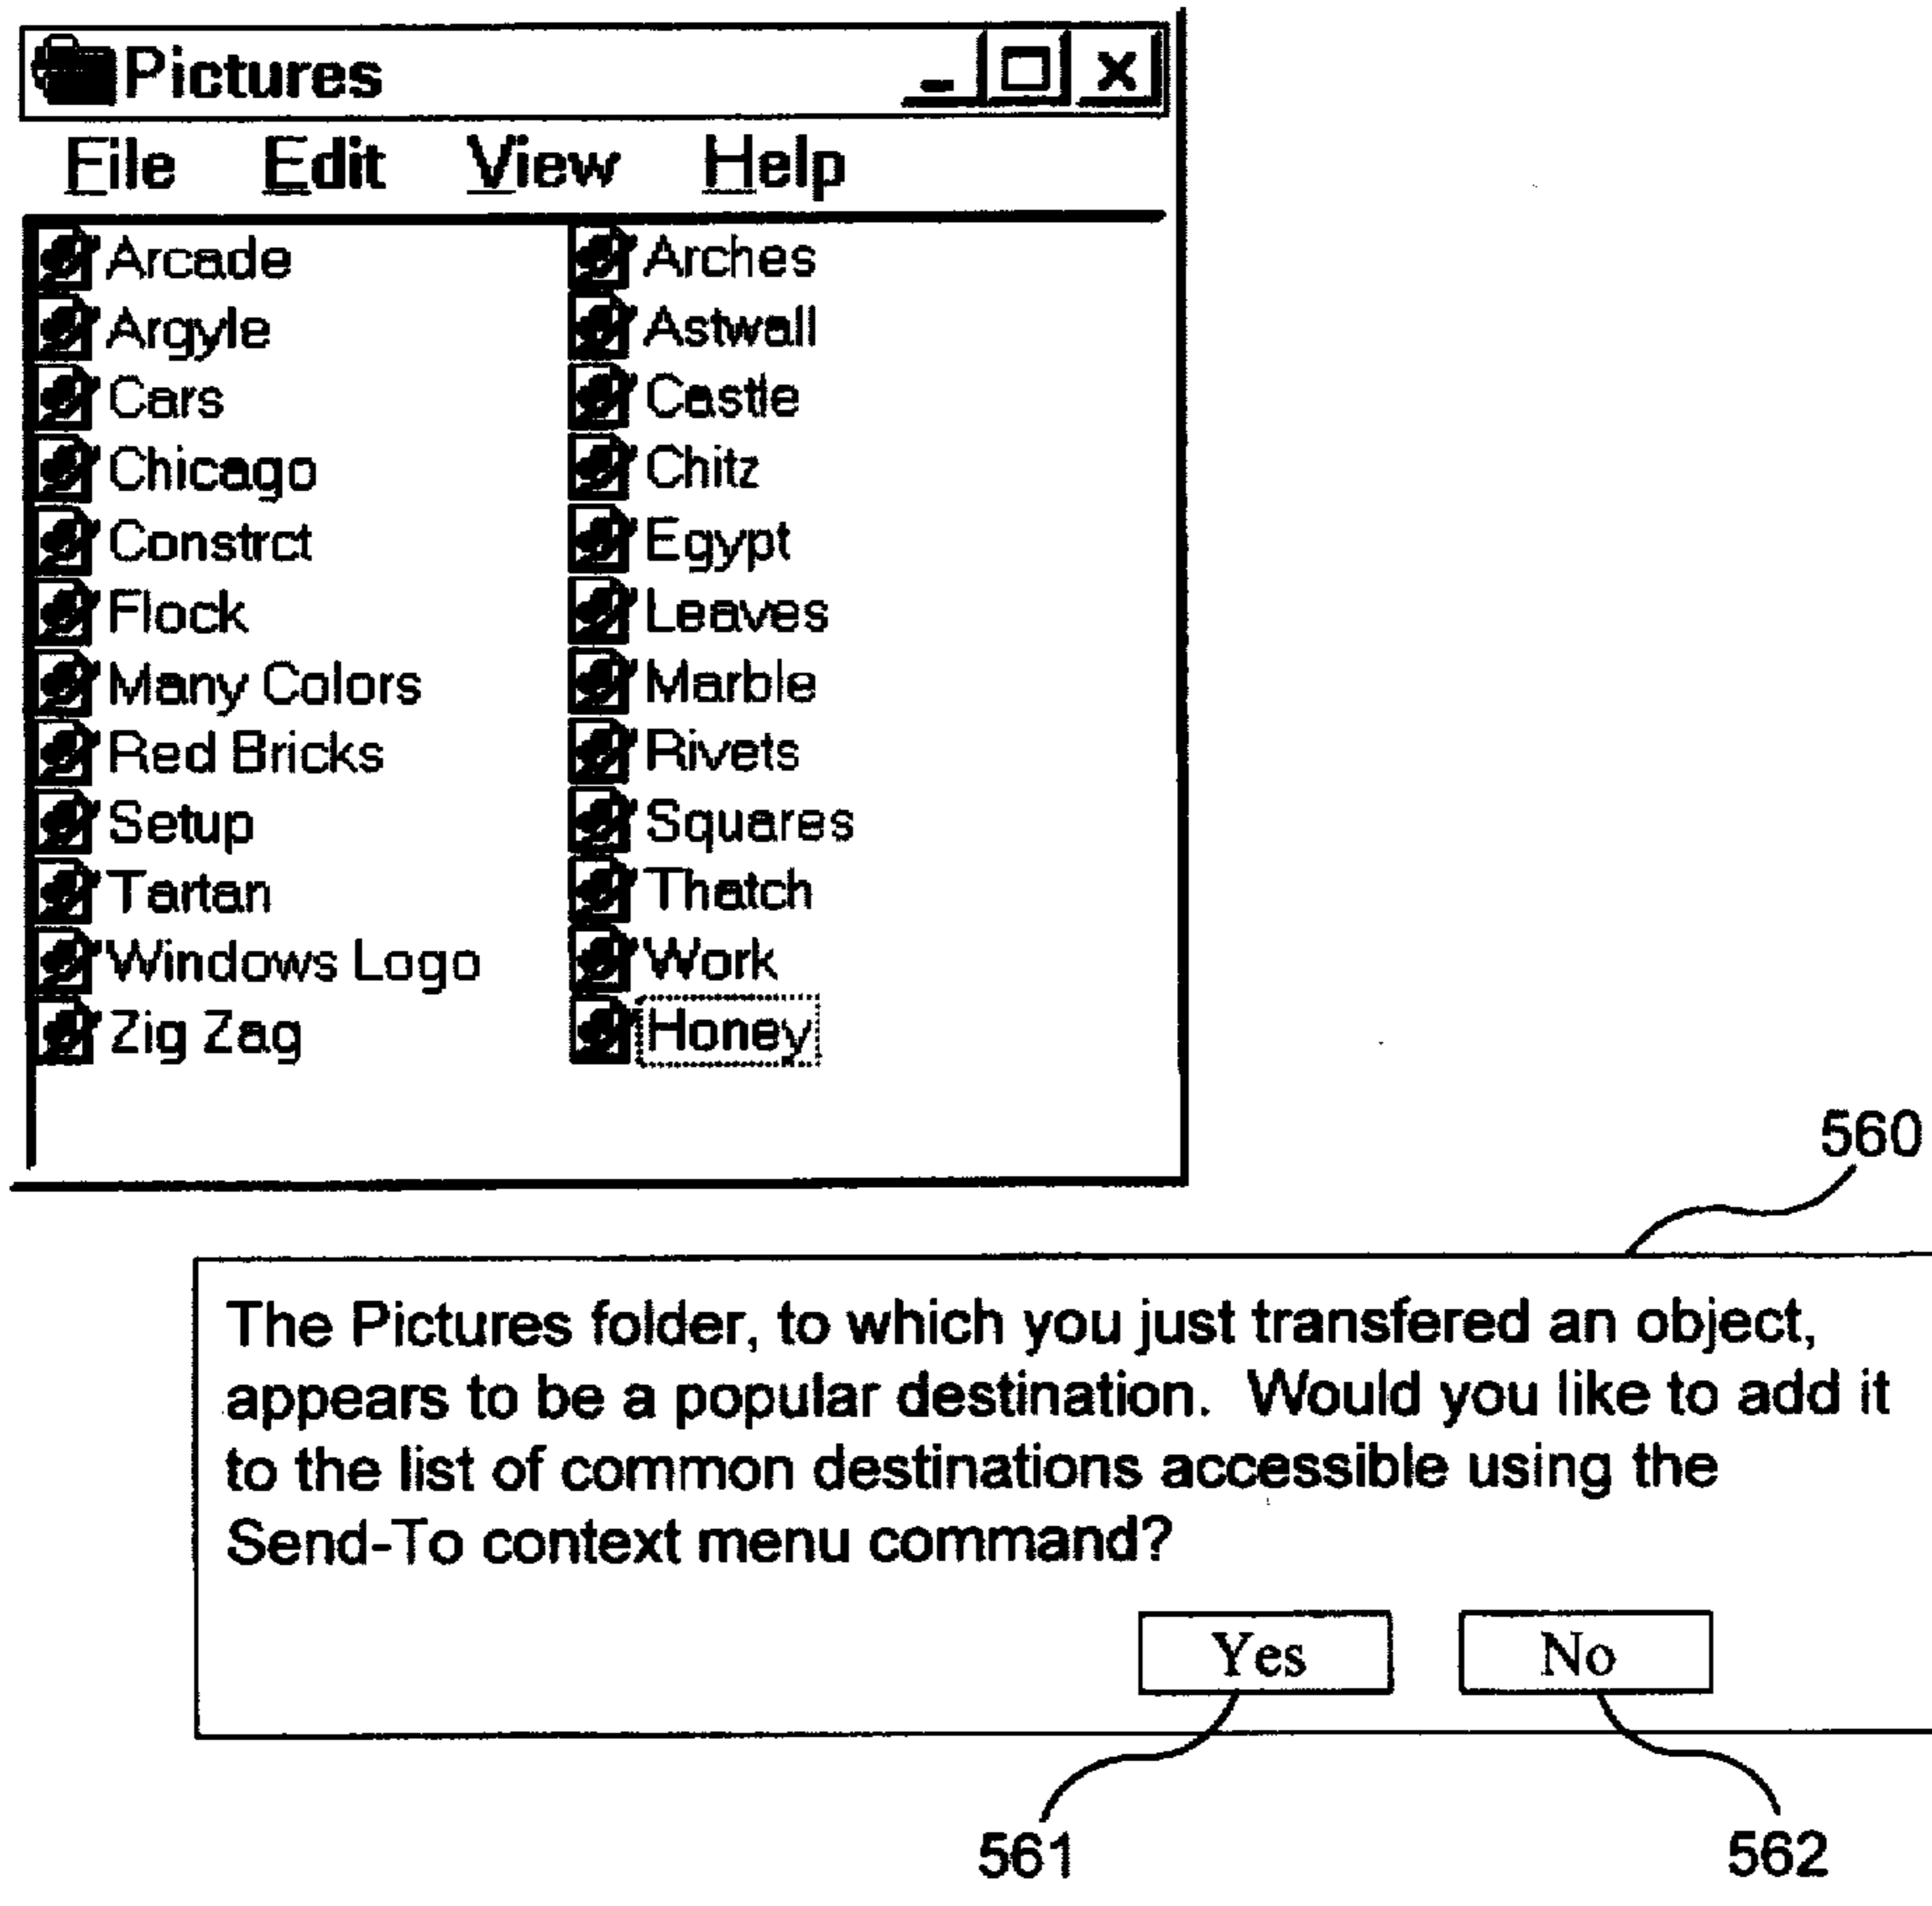 Pictures
File Edit View Help
Arcade Arches
Argyle Astwall
Cars Castle
Chicago Chitz
Constrct Egypt
Flock Leaves
Many Colors Marble
Red Bricks Rivets
Setup Squares
Tartan Thatch
Windows Logo Work
Zig Zag Honey
560
The Pictures folder, to which you just transfered an object,
appears to be a popular destination. Would you like to add it
to the list of common destinations accessible using the
Send-To context menu command?
Yes No
561 562